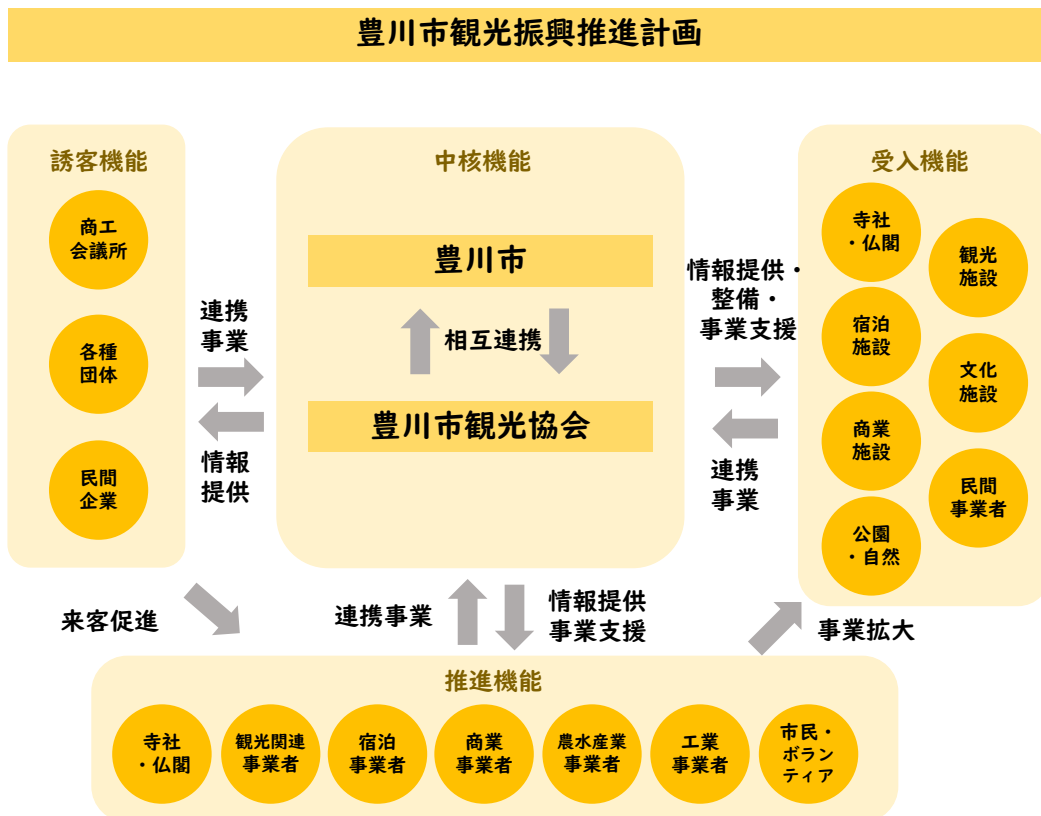 豊川市観光振興推進計画
誘客機能
商工
会議所
各種
団体
民間
企業
連携
事業
情報
提供
中核機能
豊川市
相互連携
豊川市観光協会
情報提供・
整備・
事業支援
連携
事業
受入機能
寺社
・仏閣
観光
施設
宿泊
施設
文化
施設
商業
施設
民間
事業者
公園
・自然
来客促進
連携事業
情報提供
事業支援
事業拡大
推進機能
寺社
・仏閣
観光関連
事業者
宿泊
事業者
商業
事業者
農水産業
事業者
工業
事業者
市民・
ボラン
ティア